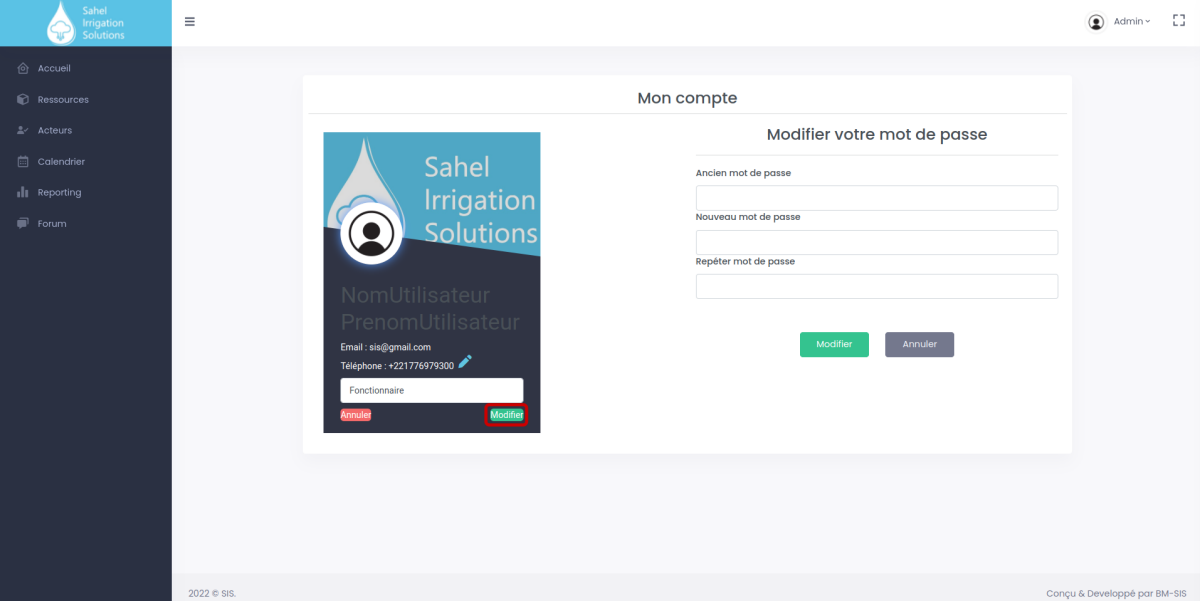 Sahel
Irrigation
Solutions
Admin
Accueil
Ressources
Acteurs
Calendrier
Reporting
Forum
Mon compte
Sahel
Irrigation
Solutions
NomUtilisateur
PrenomUtilisateur
Email : sis@gmail.com
Téléphone : +221776979300
Fonctionnaire
Annuler
Modifier
Modifier votre mot de passe
Ancien mot de passe
Nouveau mot de passe
Repéter mot de passe
Modifier
Annuler
2022 © SIS.
Conçu & Developpé par BM-SIS